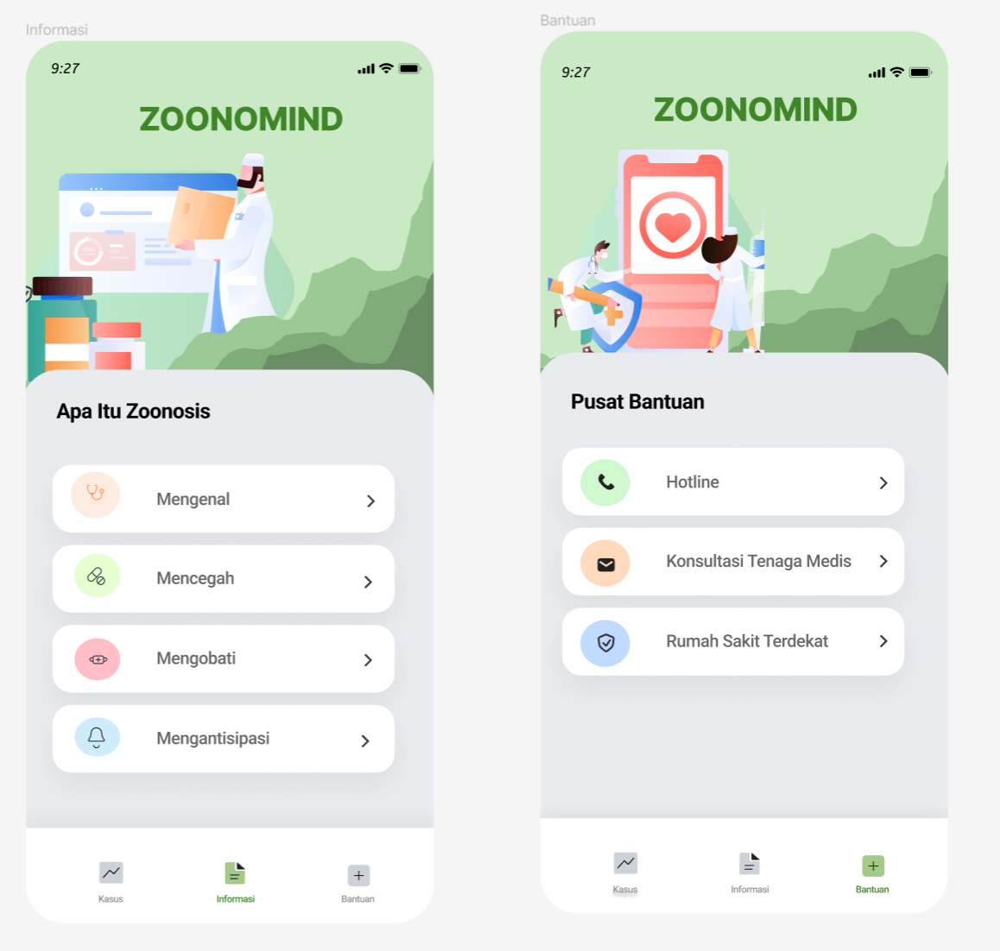 Informasi
9:27
ZOONOMIND
Apa Itu Zoonosis
Mengenal
Mencegah
Mengobati
Mengantisipasi
Kasus
Informasi
Bantuan
Bantuan
9:27
ZOONOMIND
Pusat Bantuan
Hotline
Konsultasi Tenaga Medis
Rumah Sakit Terdekat
Kasus
Informasi
Bantuan